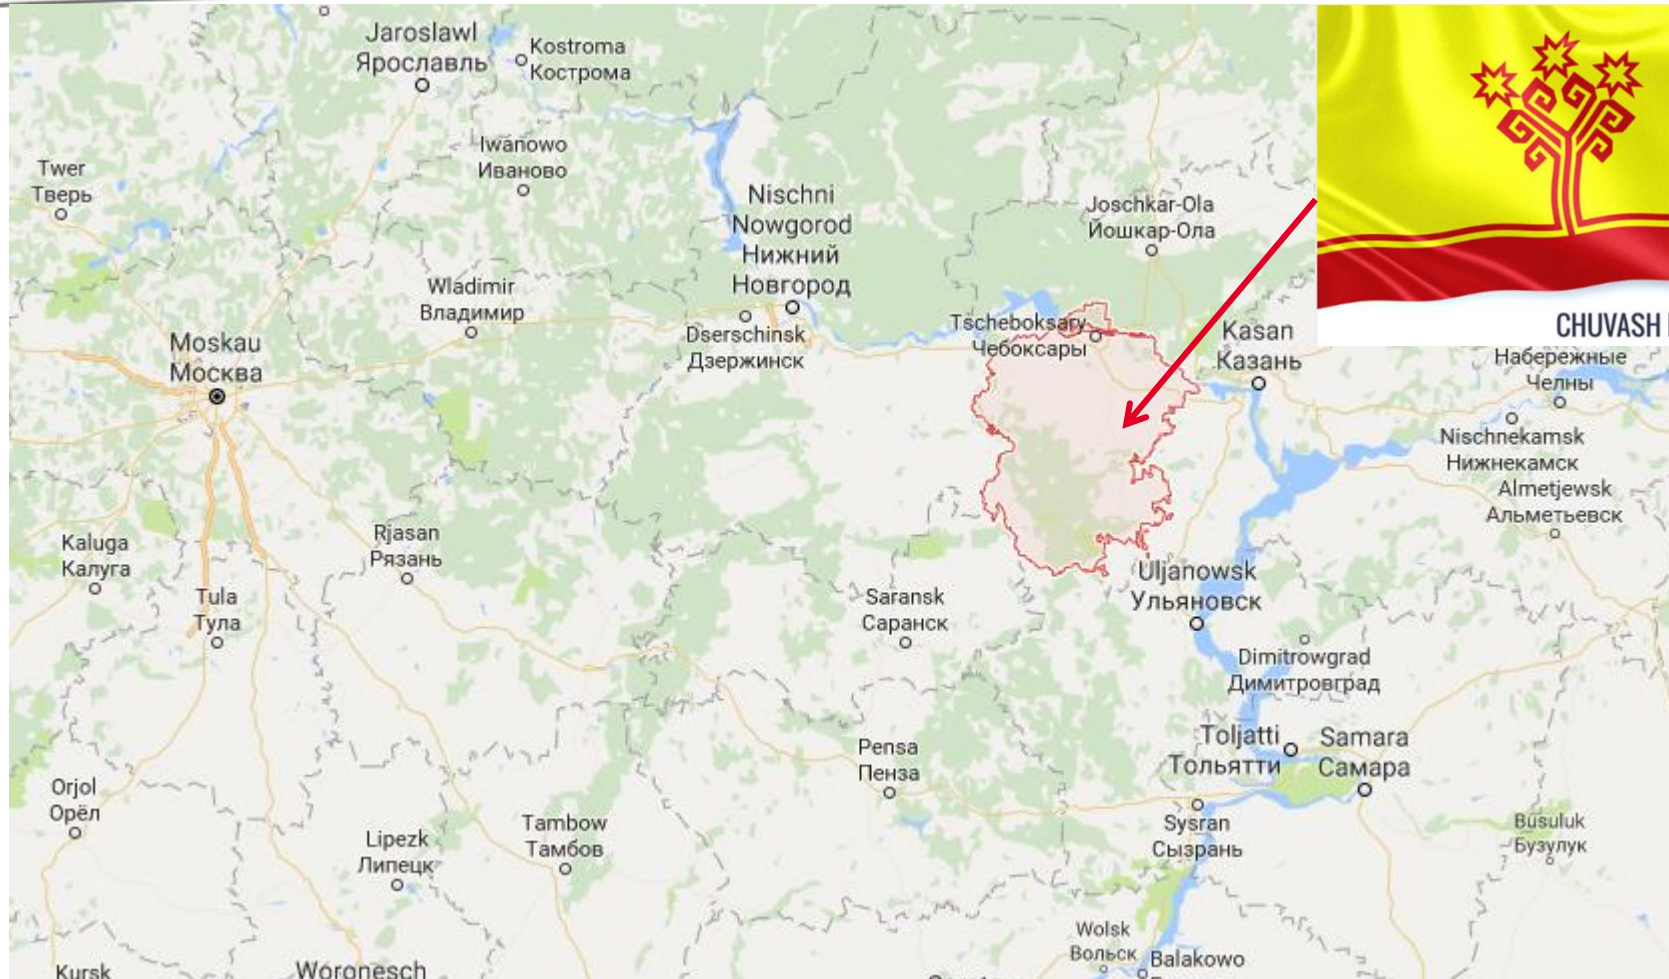 Jaroslawl
Ярославль
Kostroma
Кострома
Iwanowo
Иваново
Twer
Тверь
Nischni
Nowgorod
Нижний
Новгород
Joschkar-Ola
Йошкар-Ола
Wladimir
Владимир
Dserschinsk
Дзержинск
Tscheboksary
Чебоксары
Kasan
Казань
CHUVASH
Набережные
Челны
Moskau
Москва
Nischnekamsk
Нижнекамск
Almetjewsk
Альметьевск
Kaluga
Калуга
Rjasan
Рязань
Tula
Тула
Saransk
Саранск
Uljanowsk
Ульяновск
Dimitrowgrad
Димитровград
Toljatti
Тольятти
Samara
Самара
Pensa
Пенза
Orjol
Орёл
Lipezk
Липецк
Tambow
Тамбов
Sysran
Сызрань
Busuluk
Бузулук
Wolsk
Вольск
Balakowo
Kursk
Woronesch